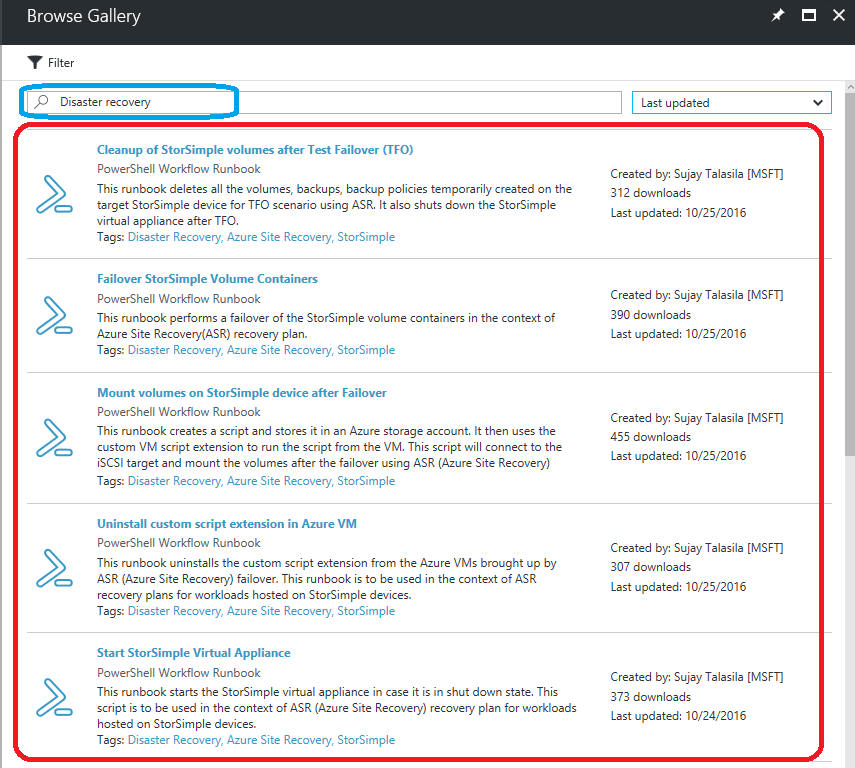 Browse Gallery
Filter
Disaster recovery
Last updated
Cleanup of StorSimple volumes after Test Failover (TFO)
PowerShell Workflow Runbook
This runbook deletes all the volumes, backups, backup policies temporarily created on the
target StorSimple device for TFO scenario using ASR. It also shuts down the StorSimple
virtual appliance after TFO.
Tags: Disaster Recovery, Azure Site Recovery, StorSimple
Created by: Sujay Talasila [MSFT]
312 downloads
Last updated: 10/25/2016
Failover StorSimple Volume Containers
PowerShell Workflow Runbook
This runbook performs a failover of the StorSimple volume containers in the context of
Azure Site Recovery(ASR) recovery plan.
Tags: Disaster Recovery, Azure Site Recovery, StorSimple
Created by: Sujay Talasila [MSFT]
390 downloads
Last updated: 10/25/2016
Mount volumes on StorSimple device after Failover
PowerShell Workflow Runbook
This runbook creates a script and stores it in an Azure storage account. It then uses the
custom VM script extension to run the script from the VM. This script will connect to the
iSCSI target and mount the volumes after the failover using ASR (Azure Site Recovery)
Tags: Disaster Recovery, Azure Site Recovery, StorSimple
Created by: Sujay Talasila [MSFT]
455 downloads
Last updated: 10/25/2016
Uninstall custom script extension in Azure VM
PowerShell Workflow Runbook
This runbook uninstalls the custom script extension from the Azure VMs brought up by
ASR (Azure Site Recovery) failover. This runbook is to be used in the context of ASR
recovery plans for workloads hosted on StorSimple devices.
Tags: Disaster Recovery, Azure Site Recovery, StorSimple
Created by: Sujay Talasila [MSFT]
307 downloads
Last updated: 10/25/2016
Start StorSimple Virtual Appliance
PowerShell Workflow Runbook
This runbook starts the StorSimple virtual appliance in case it is in shut down state. This
script is to be used in the context of ASR (Azure Site Recovery) recovery plan for workloads
hosted on StorSimple devices.
Tags: Disaster Recovery, Azure Site Recovery, StorSimple
Created by: Sujay Talasila [MSFT]
373 downloads
Last updated: 10/24/2016